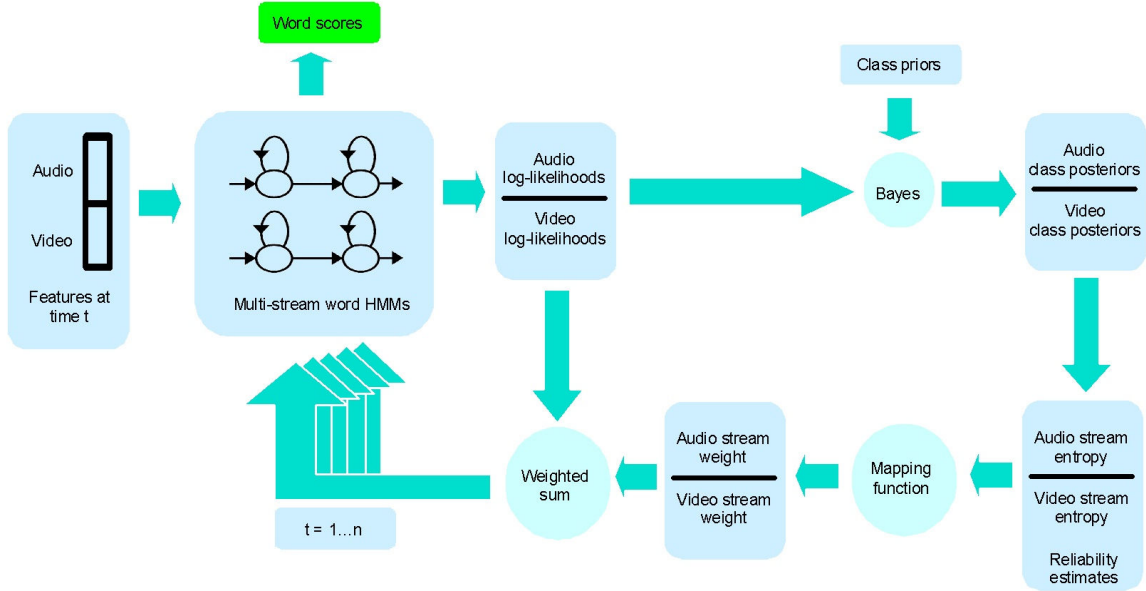 Word scores
Class priors
Audio
Video
Features at
time t
Multi-stream word HMMs
Audio
log-likelihoods
Video
log-likelihoods
Bayes
Audio
class posteriors
Video
class posteriors
t = 1...n
Weighted
sum
Audio stream
weight
Video stream
weight
Mapping
function
Audio stream
entropy
Video stream
entropy
Reliability
estimates